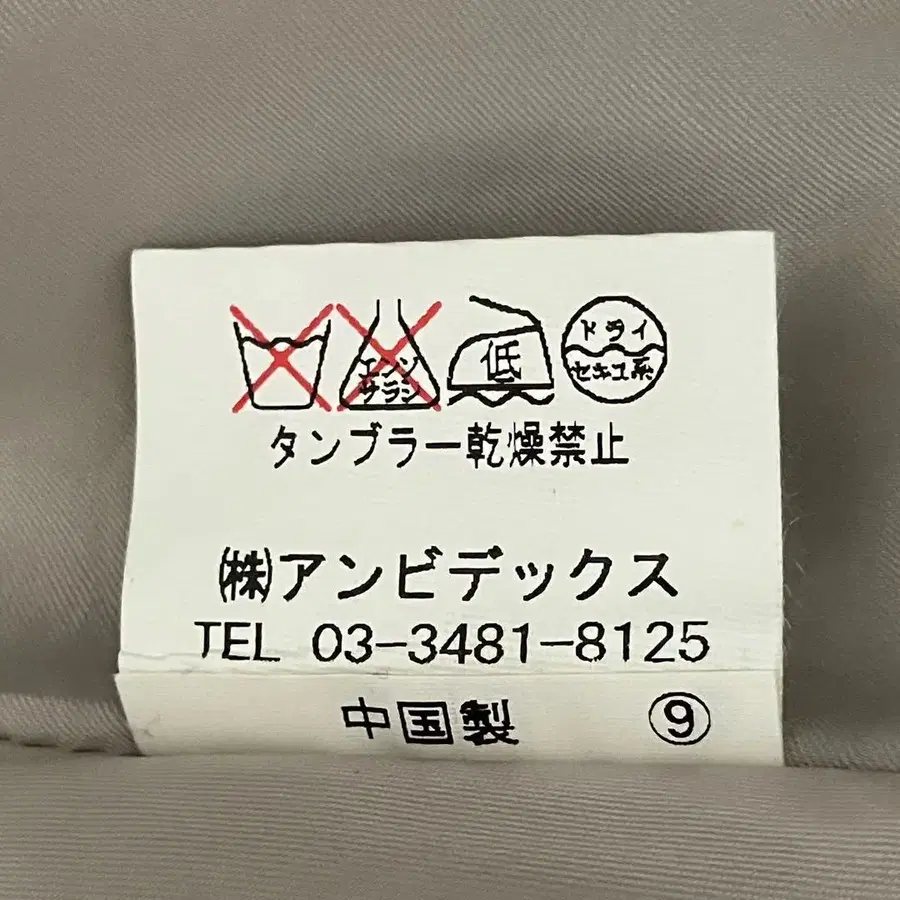 エンソ
サラシ
低
ドライ
セキユ系
タンブラー乾燥禁止
㈱アンビデックス
TEL 03-3481-8125
中国製 ⑨